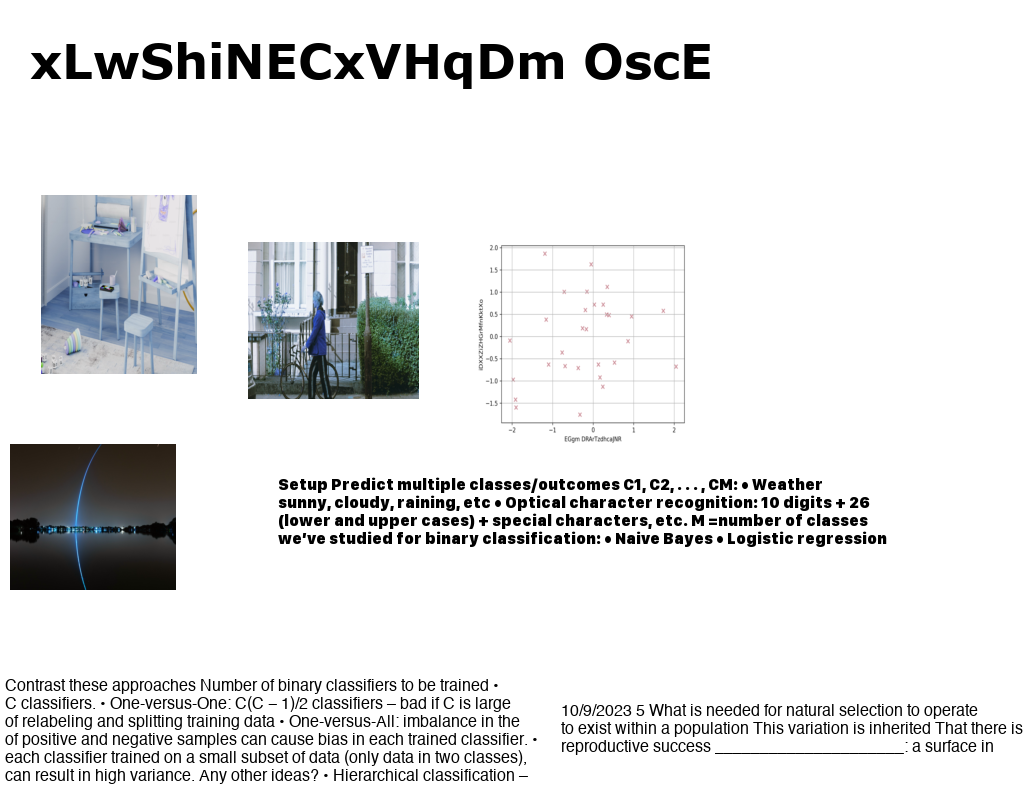 xLwShiNECxVHqDm OscE
2.0
1.5
1.0
0.5
0.0
−0.5
−1.0
−1.5
−2
−1
0
1
2
EGgm DRArTzdhcaJNR
Setup Predict multiple classes/outcomes C1, C2, . . . , CM: • Weather
sunny, cloudy, raining, etc • Optical character recognition: 10 digits + 26
(lower and upper cases) + special characters, etc. M =number of classes
we’ve studied for binary classification: • Naive Bayes • Logistic regression
Contrast these approaches Number of binary classifiers to be trained •
C classifiers. • One-versus-One: C(C – 1)/2 classifiers – bad if C is large
of relabeling and splitting training data • One-versus-All: imbalance in the
of positive and negative samples can cause bias in each trained classifier. •
each classifier trained on a small subset of data (only data in two classes),
can result in high variance. Any other ideas? • Hierarchical classification –
10/9/2023 5 What is needed for natural selection to operate
to exist within a population This variation is inherited That there is
reproductive success ______________________: a surface in